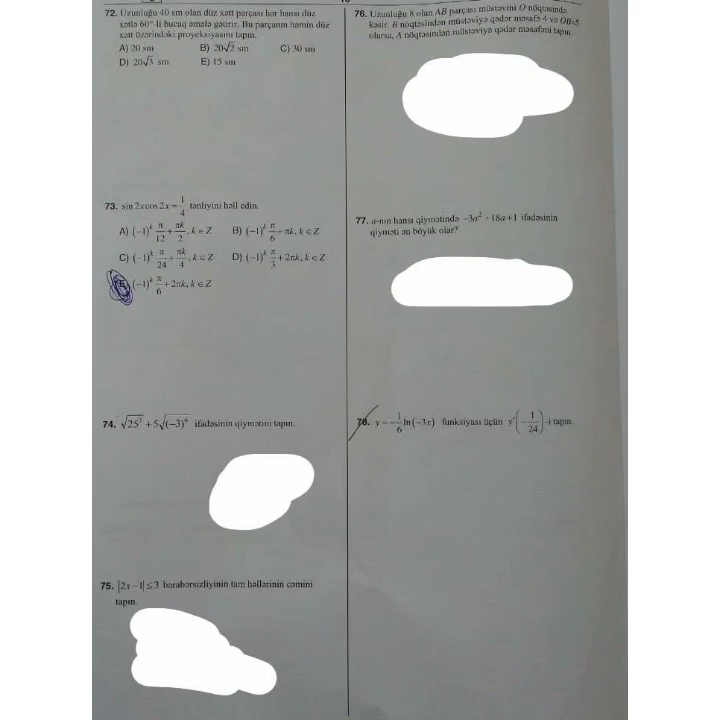 72. Uzunluğu 40 sm olan düz xətt parçası hər hansı düz
xətlə 60°-li bucaq əmələ gətirir. Bu parçanın həmin düz
xətt üzərindəki proyeksiyasını tapın.
A) 20 sm B) 20√2 sm C) 30 sm
D) 20√3 sm E) 15 sm
73. sin 2x cos 2x = 1/4 tənliyini həll edin.
A) (−1)^k π/12 + πk/2, k ∈ Z B) (−1)^k π/6 + πk, k ∈ Z
C) (−1)^k π/24 + πk/4, k ∈ Z D) (−1)^k π/3 + 2πk, k ∈ Z
E) (−1)^k π/6 + 2πk, k ∈ Z
74. ifadəsinin qiymətini tapın.
75. |2x − 1| ≤ 3 bərabərsizliyinin tam həllərinin cəmini
tapın.
76. Uzunluğu 8 olan AB parçası müstəvini O nöqtəsində
kəsir. B nöqtəsindən müstəviyə qədər məsafə 4 və OB=5
olarsa, A nöqtəsindən müstəviyə qədər məsafəni tapın.
77. a-nın hansı qiymətində −3a² − 18a + 1 ifadəsinin
qiyməti ən böyük olar?
78. y = −1/6 ln(−3x) funksiyası üçün y′(−1/24)-i tapın.